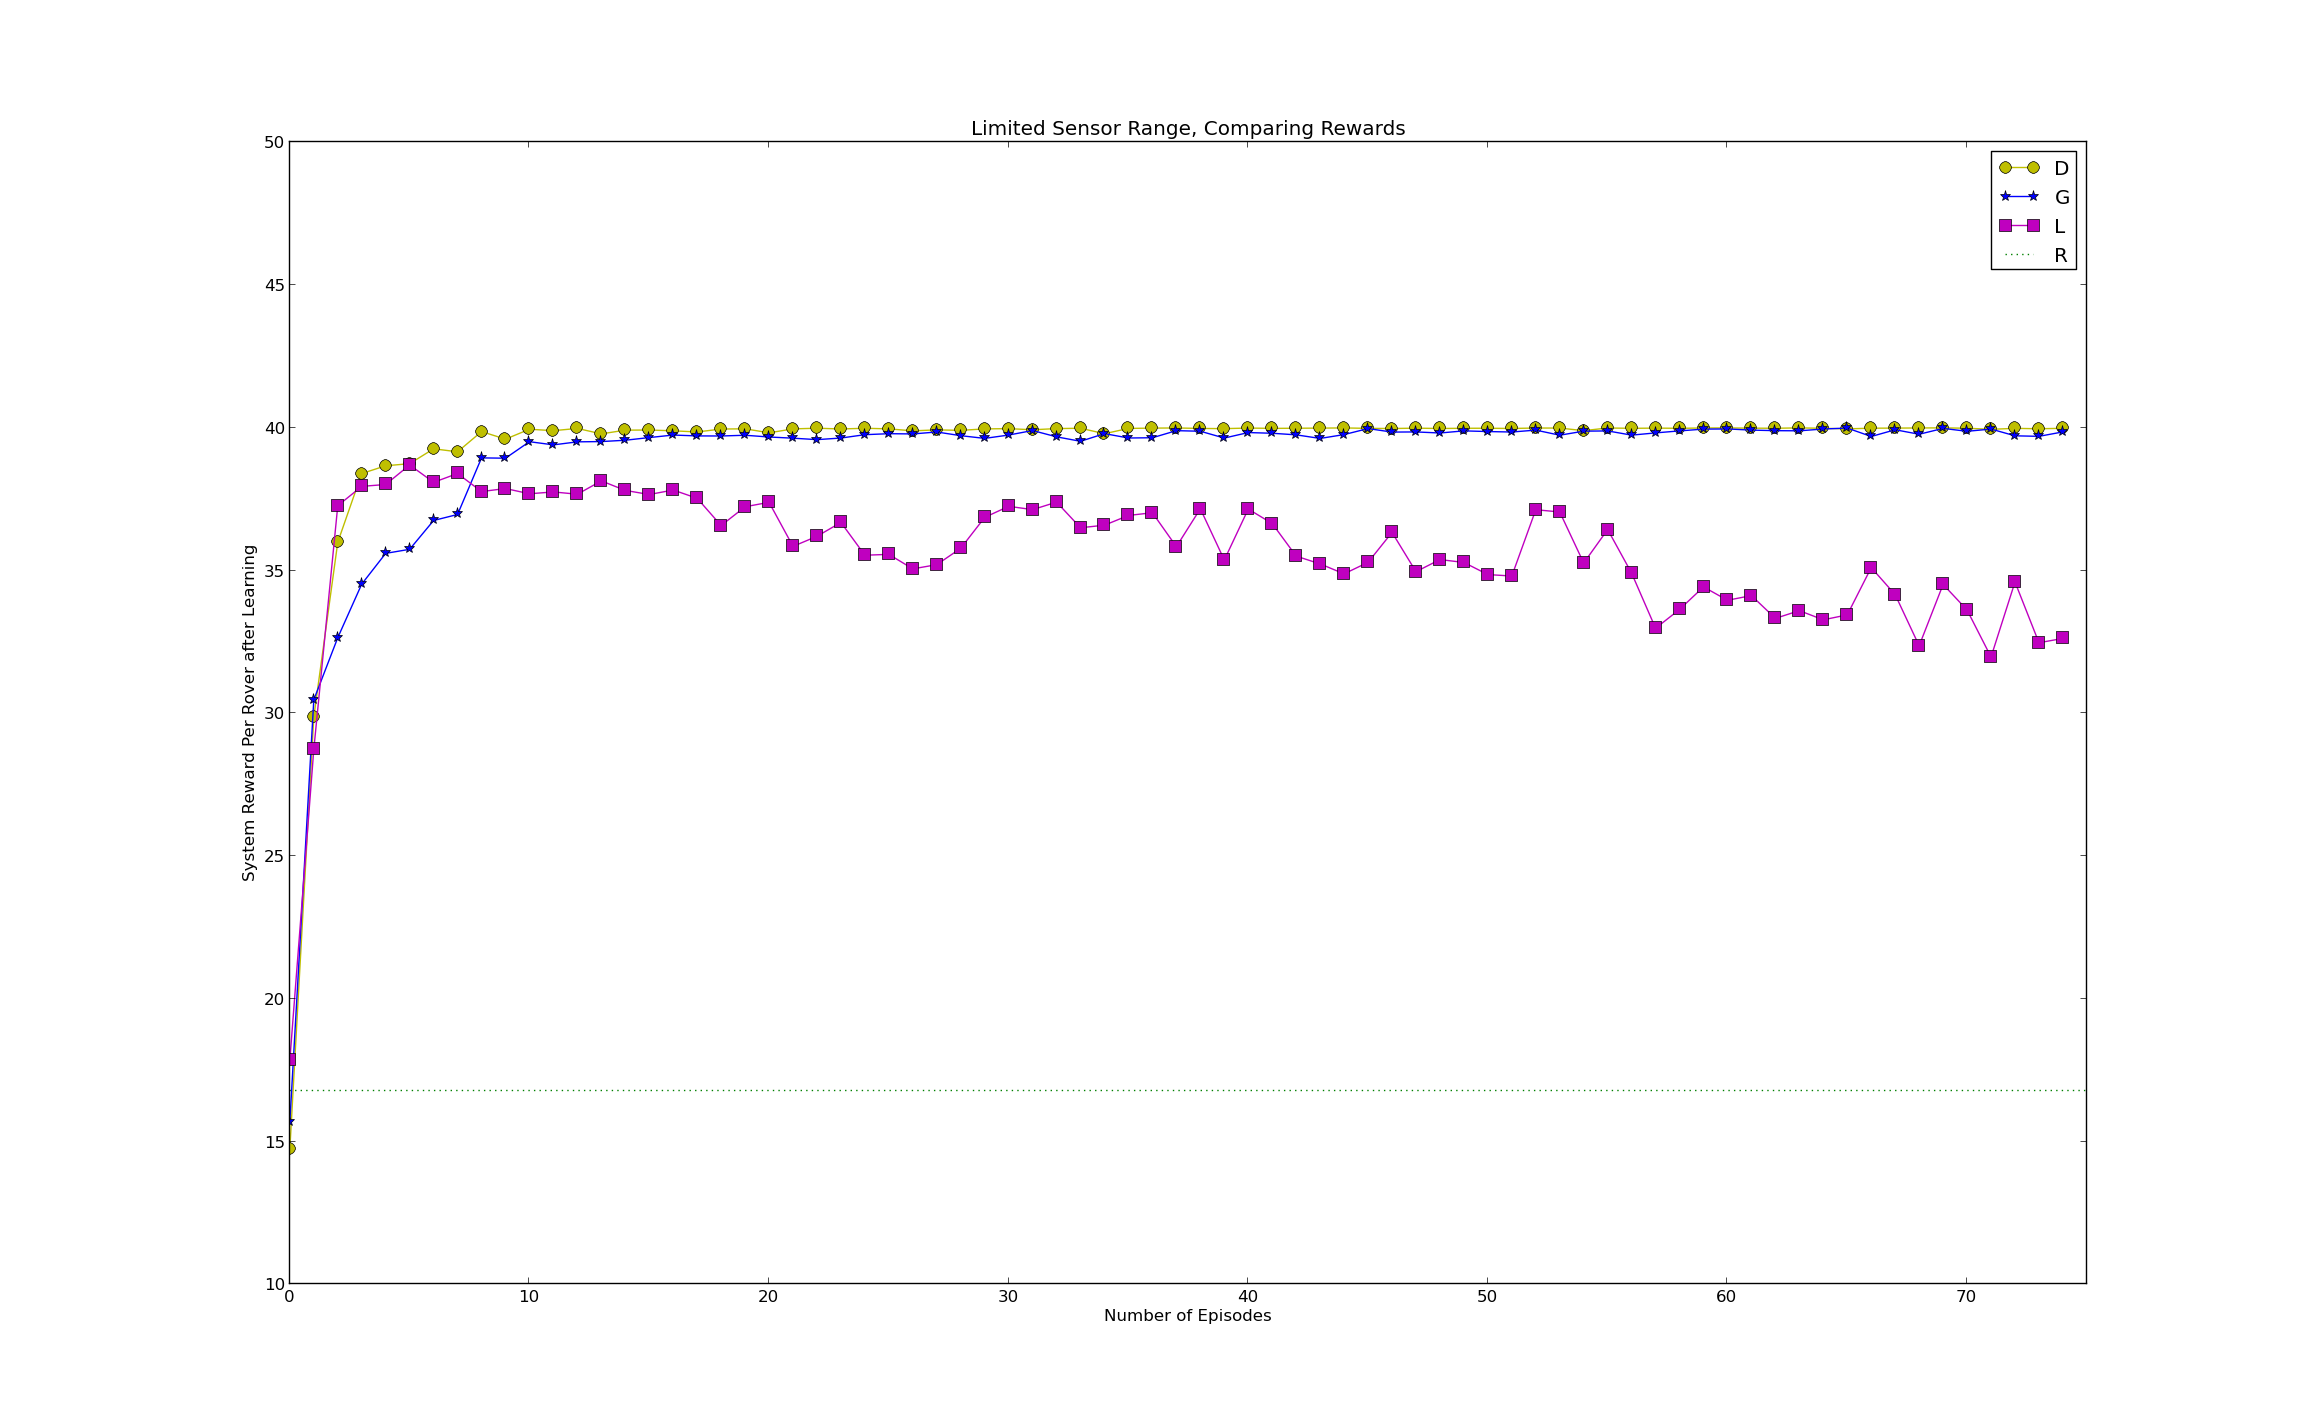 Limited Sensor Range, Comparing Rewards
50
45
40
35
30
25
20
15
10
System Reward Per Rover after Learning
D
G
L
R
0 10 20 30 40 50 60 70
Number of Episodes